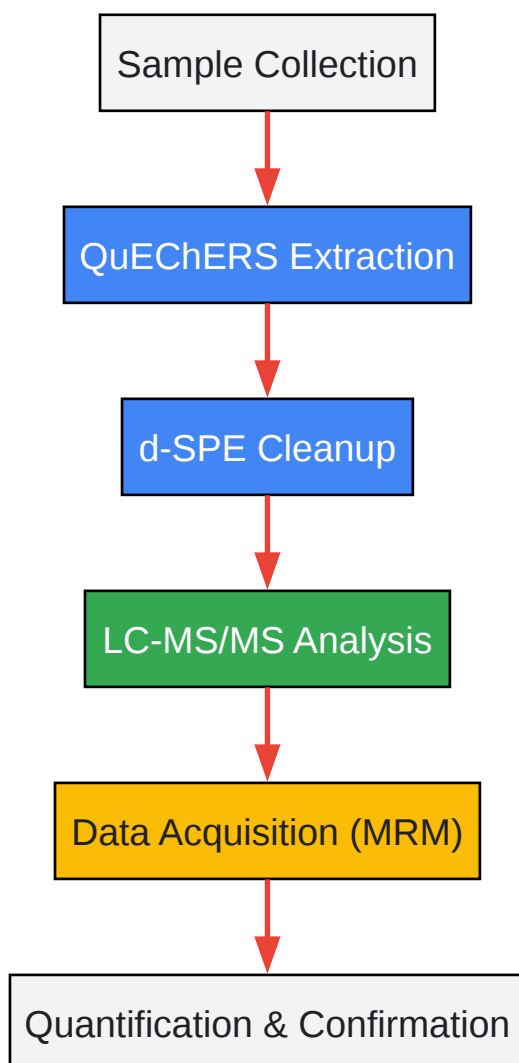 Sample Collection
QuEChERS Extraction
d-SPE Cleanup
LC-MS/MS Analysis
Data Acquisition (MRM)
Quantification & Confirmation